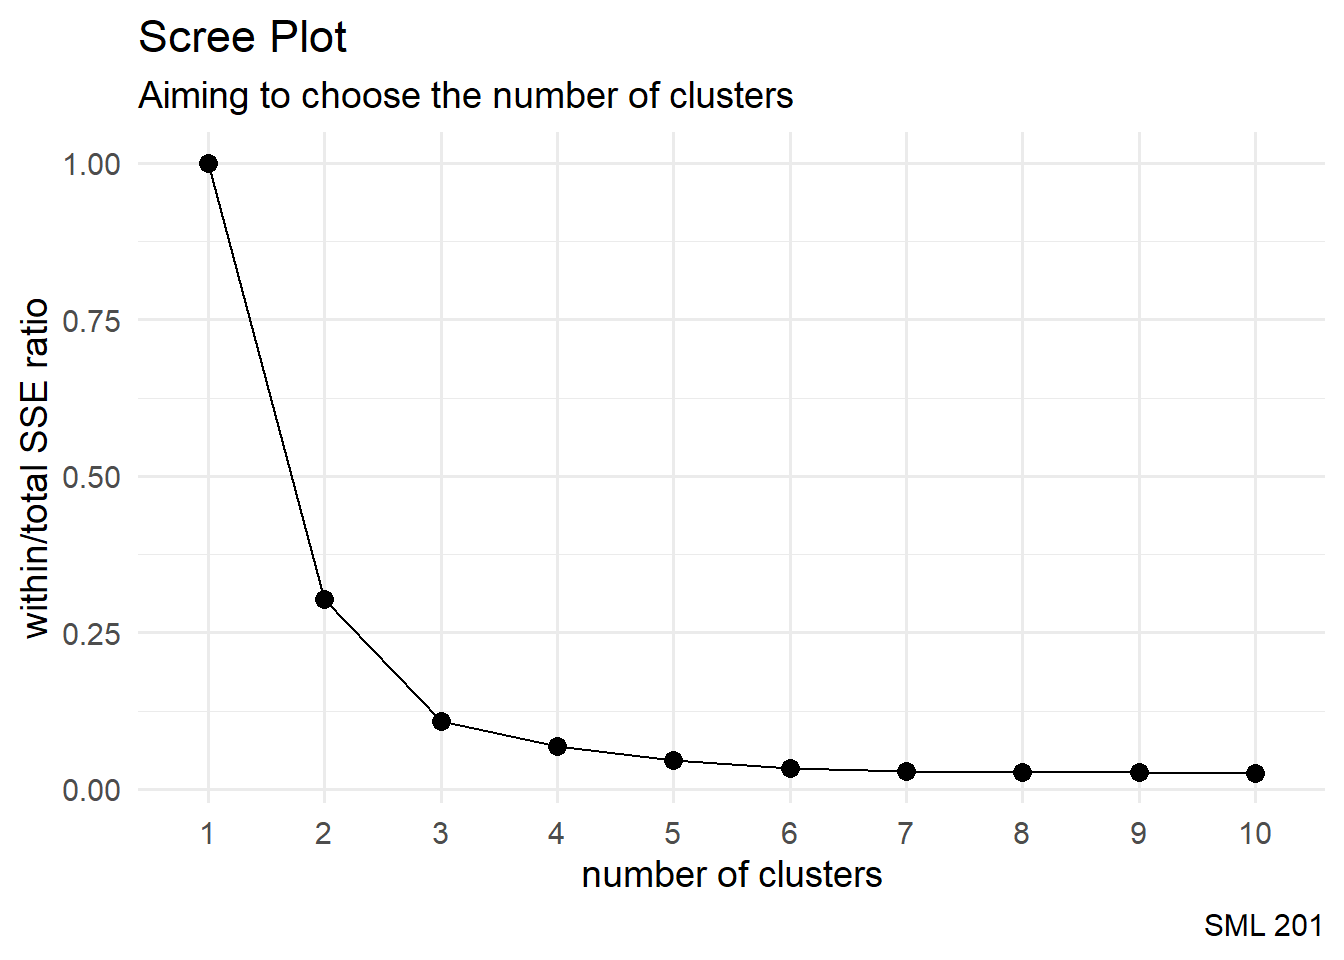 Scree Plot
Aiming to choose the number of clusters
within/total SSE ratio
1.00
0.75
0.50
0.25
0.00
1 2 3 4 5 6 7 8 9 10
number of clusters
SML 201